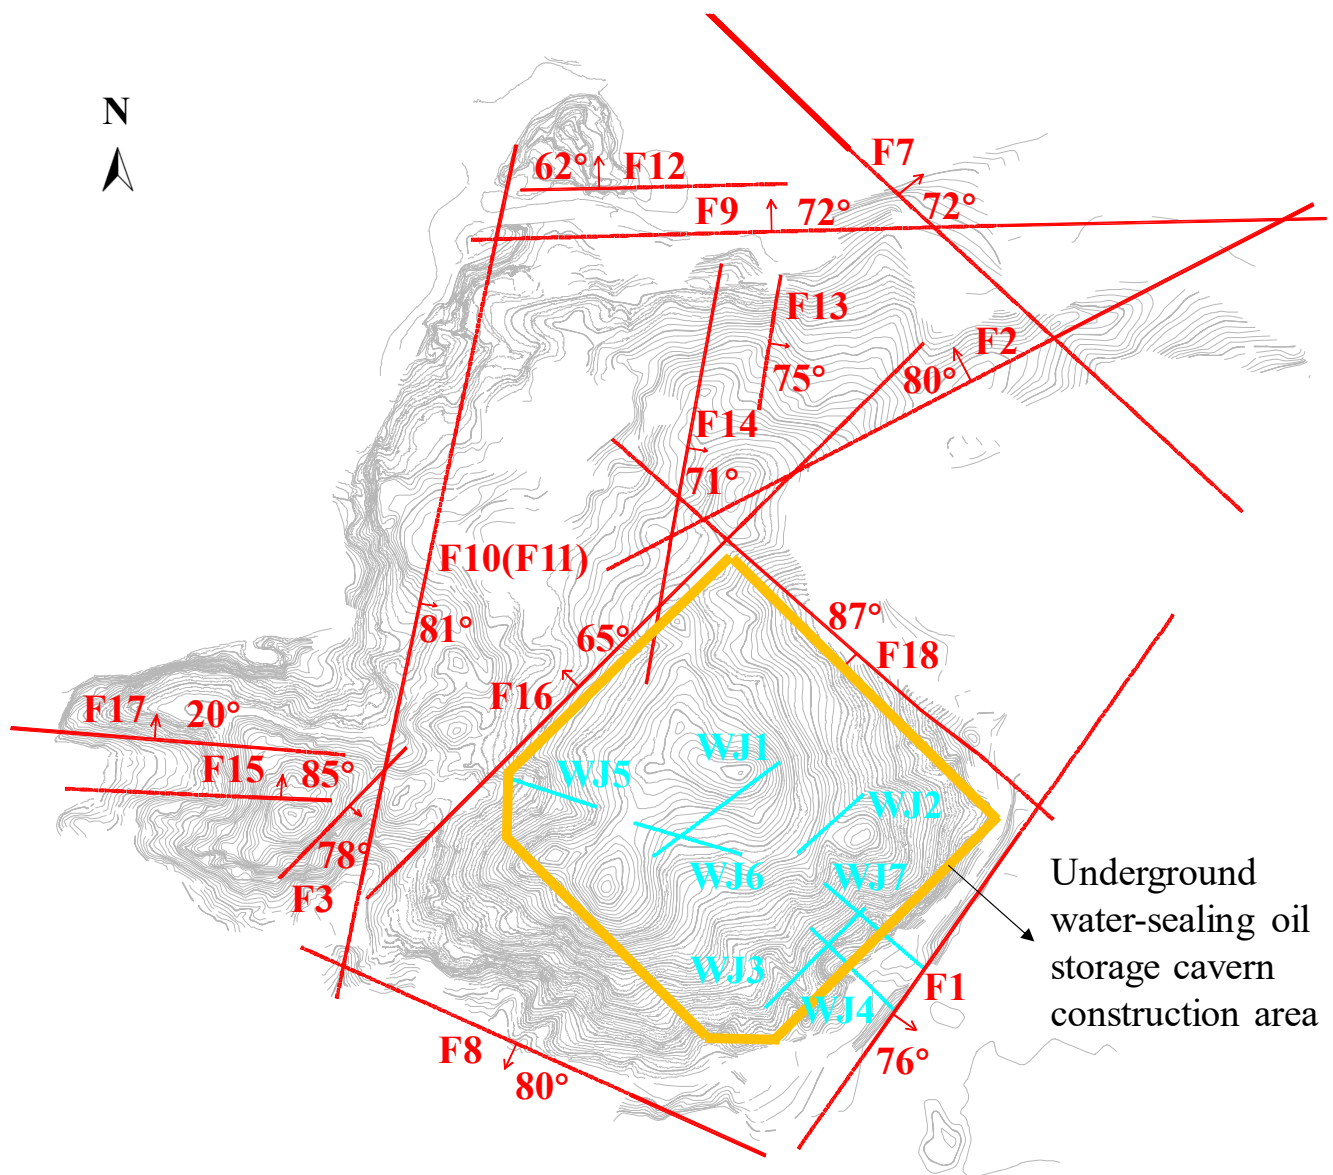 N
F7
62° F12
F9 72° 72°
F13
F2
75° 80°
F14
71°
F10(F11)
81°
65°
87°
F18
F16
F17 20°
F15 85°
WJ1
WJ5
WJ2
78°
WJ6
WJ7
F3
WJ3
F1
WJ4
F8
80°
76°
Underground
water-sealing oil
storage cavern
construction area